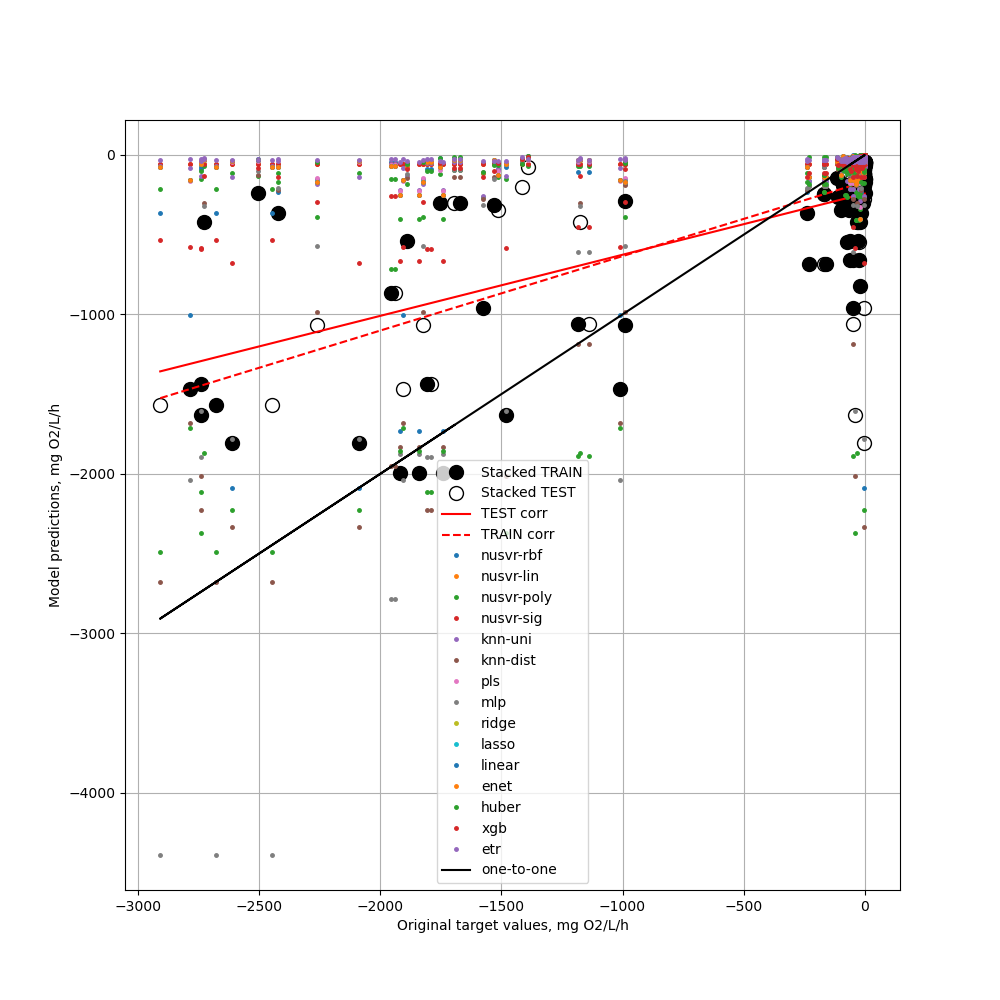 0
−1000
−2000
−3000
−4000
Model predictions, mg O2/L/h
Stacked TRAIN
Stacked TEST
TEST corr
TRAIN corr
nusvr-rbf
nusvr-lin
nusvr-poly
nusvr-sig
knn-uni
knn-dist
pls
mlp
ridge
lasso
linear
enet
huber
xgb
etr
one-to-one
−3000
−2500
−2000
−1500
−1000
−500
0
Original target values, mg O2/L/h